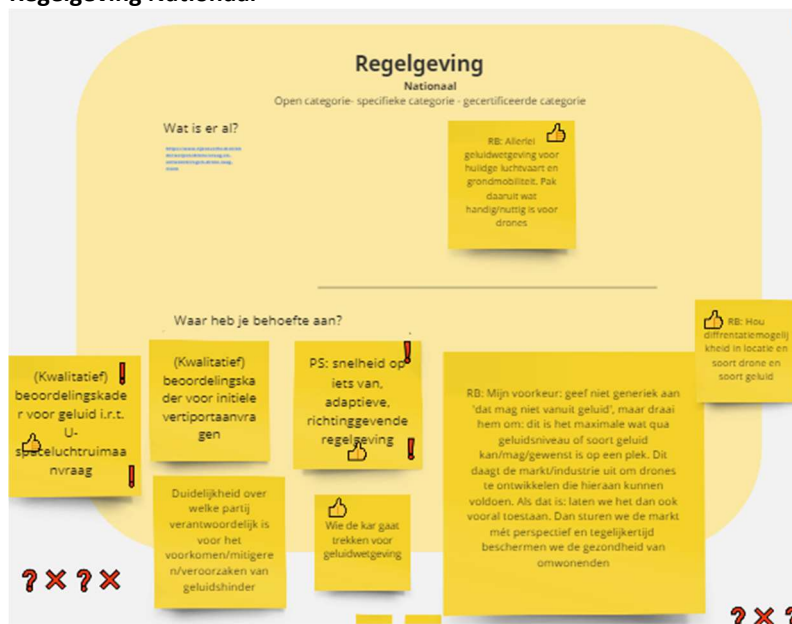 Regelgeving Nationaal
Regelgeving
Nationaal
Open categorie- specifieke categorie - gecertificeerde categorie
Wat is er al?
RB: Allerlei
geluidwetgeving voor
huiidge luchtvaart en
grondmobiliteit. Pak
daaruit wat
handig/nuttig is voor
drones
Waar heb je behoefte aan?
RB: Hou
diffrentatiemogelij
kheid in locatie en
soort drone en
soort geluid
(Kwalitatief)
beoordelingskade
r voor geluid i.r.t.
U-
spaceluchtruimaa
nvraag
(Kwalitatief)
beoordelingska
der voor initiele
vertiportaanvra
gen
PS: snelheid op
iets van,
adaptieve,
richtinggevende
regelgeving
RB: Mijn voorkeur: geef niet generiek aan
'dat mag niet vanuit geluid', maar draai
hem om: dit is het maximale wat qua
geluidsniveau of soort geluid
kan/mag/gewenst is op een plek. Dit
daagt de markt/industrie uit om drones
te ontwikkelen die hieraan kunnen
voldoen. Als dat is: laten we het dan ook
vooral toestaan. Dan sturen we de markt
mét perspectief en tegelijkertijd
beschermen we de gezondheid van
omwonenden
Duidelijkheid over
welke partij
verantwoordelijk is
voor het
voorkomen/mitigere
n/veroorzaken van
geluidshinder
Wie de kar gaat
trekken voor
geluidwetgeving